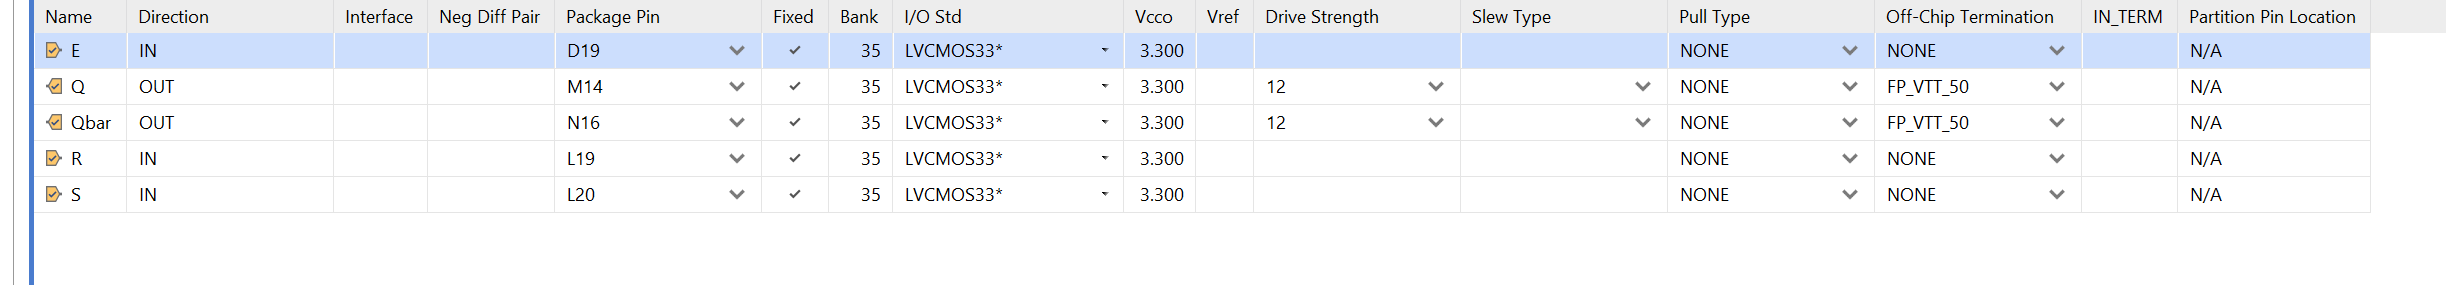 Name Direction Interface Neg Diff Pair Package Pin Fixed Bank I/O Std Vcco Vref Drive Strength Slew Type Pull Type Off-Chip Termination IN_TERM Partition Pin Location
E IN D19 35 LVCMOS33* 3.300 NONE NONE N/A
Q OUT M14 35 LVCMOS33* 3.300 12 NONE FP_VTT_50 N/A
Qbar OUT N16 35 LVCMOS33* 3.300 12 NONE FP_VTT_50 N/A
R IN L19 35 LVCMOS33* 3.300 NONE NONE N/A
S IN L20 35 LVCMOS33* 3.300 NONE NONE N/A